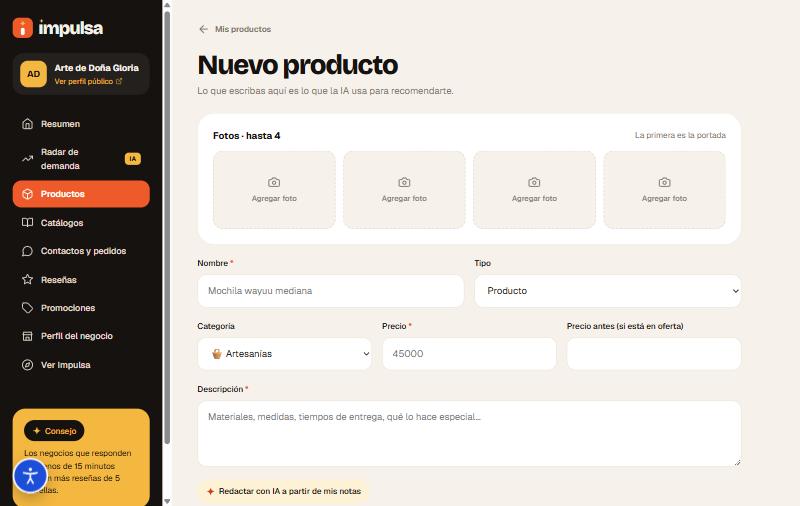 impulsa
AD
Arte de Doña Gloria
Ver perfil público
Resumen
Radar de
demanda
IA
Productos
Catálogos
Contactos y pedidos
Reseñas
Promociones
Perfil del negocio
Ver Impulsa
Consejo
Los negocios que responden
enos de 15 minutos
n más reseñas de 5
ellas.
Mis productos
Nuevo producto
Lo que escribas aquí es lo que la IA usa para recomendarte.
Fotos · hasta 4
La primera es la portada
Agregar foto
Agregar foto
Agregar foto
Agregar foto
Nombre *
Tipo
Mochila wayuu mediana
Producto
Categoría
Precio *
Precio antes (si está en oferta)
Artesanías
45000
Descripción *
Materiales, medidas, tiempos de entrega, qué lo hace especial…
Redactar con IA a partir de mis notas